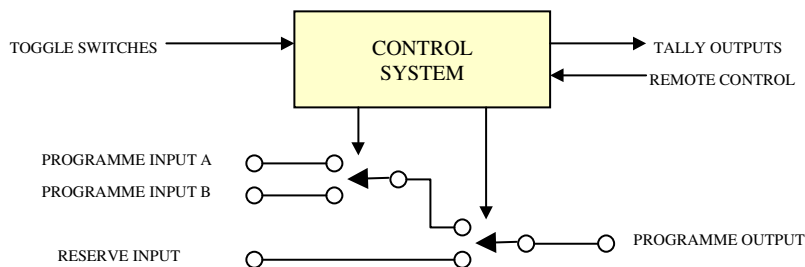 TOGGLE SWITCHES
CONTROL
SYSTEM
TALLY OUTPUTS
REMOTE CONTROL
PROGRAMME INPUT A
PROGRAMME INPUT B
PROGRAMME OUTPUT
RESERVE INPUT